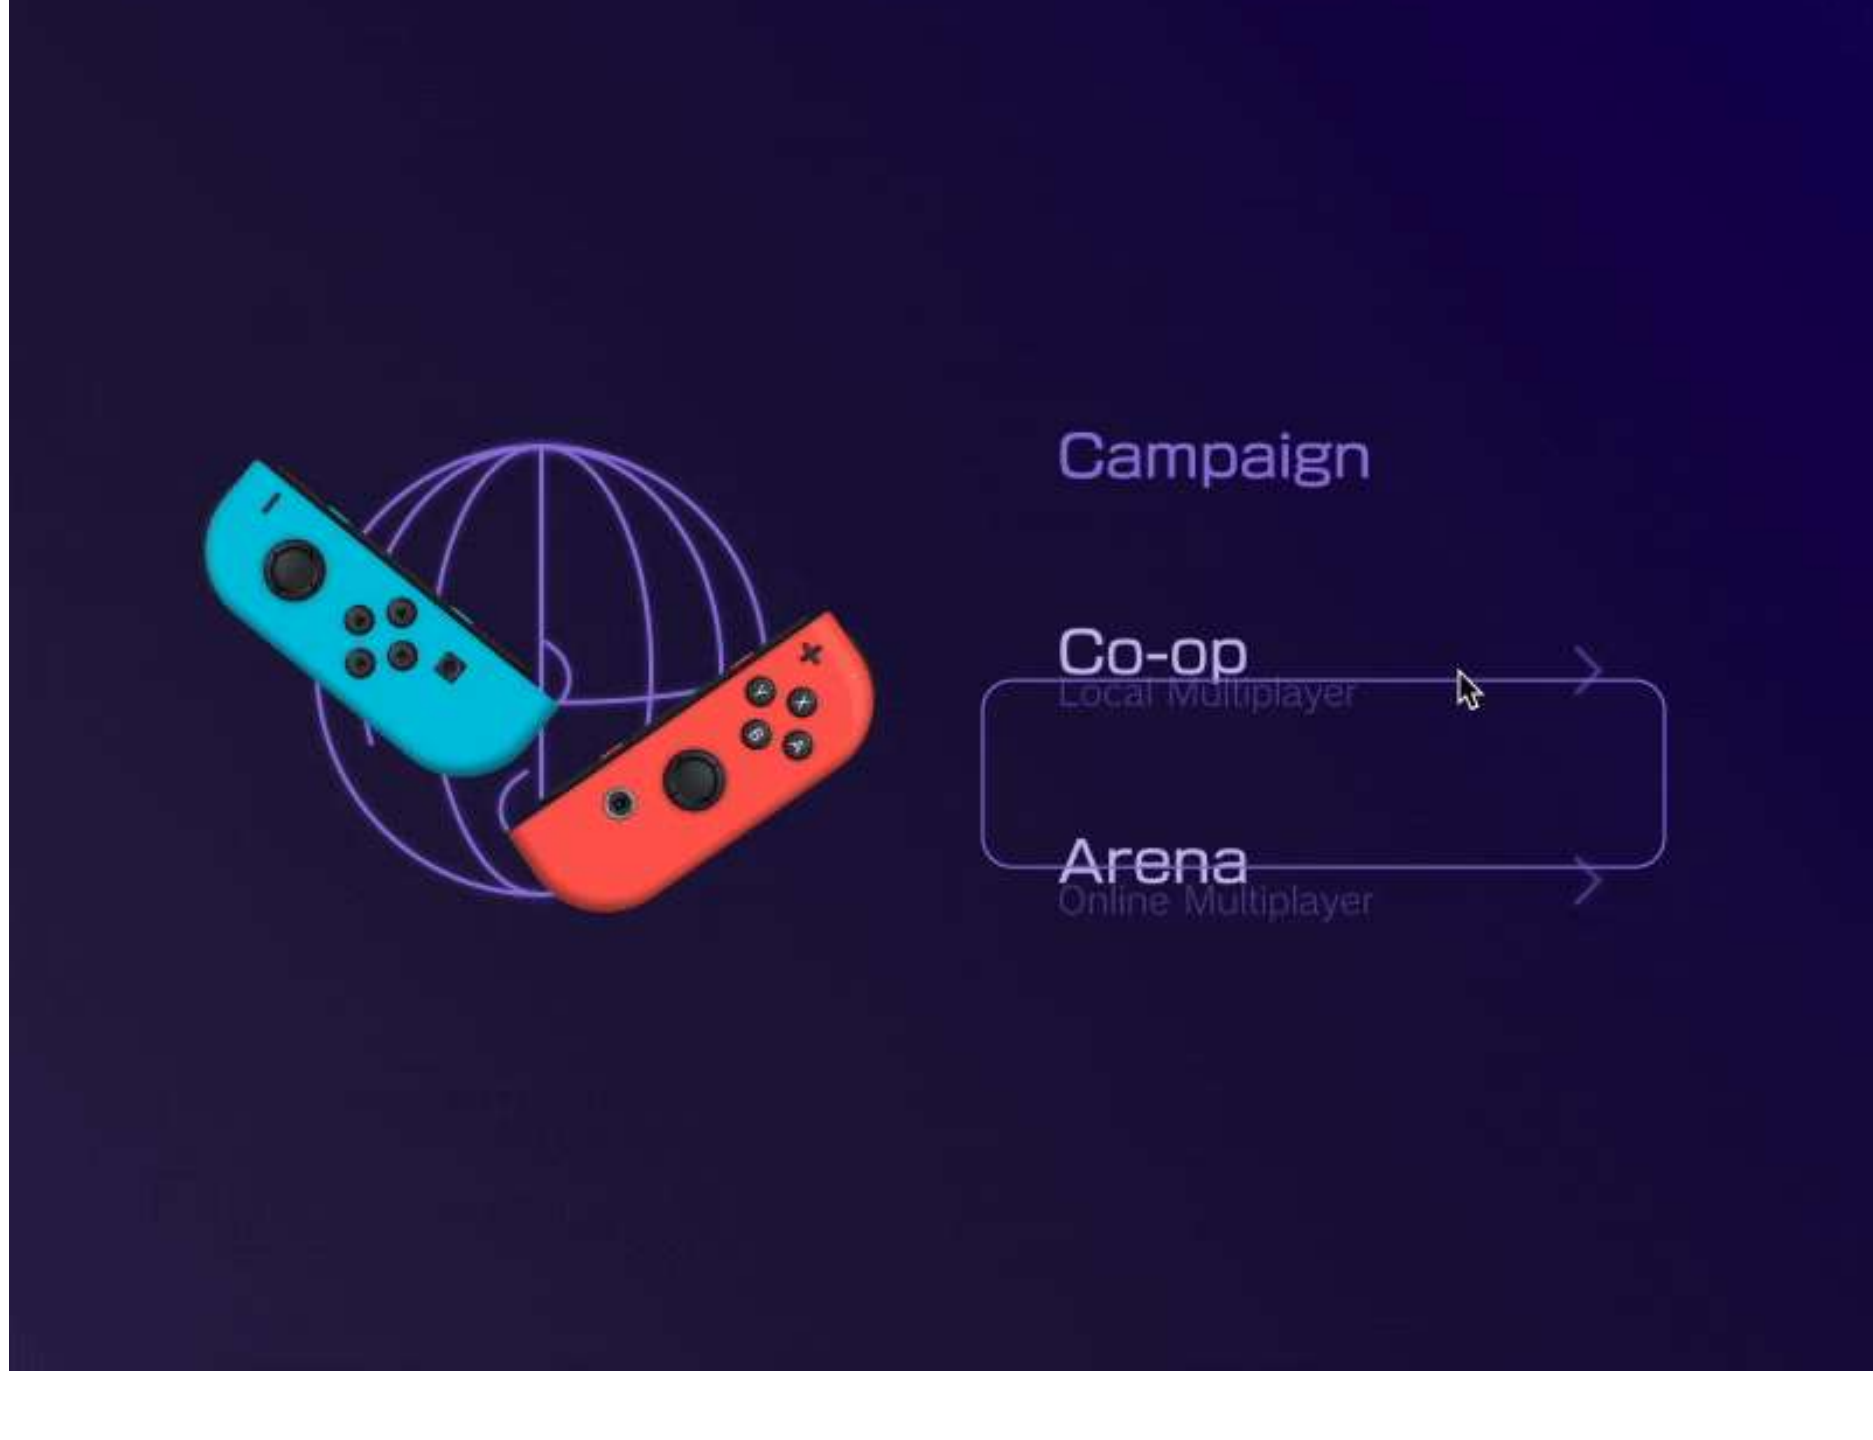 Campaign
Co-op
Local Multiplayer
Arena
Online Multiplayer
Y
X
B
A